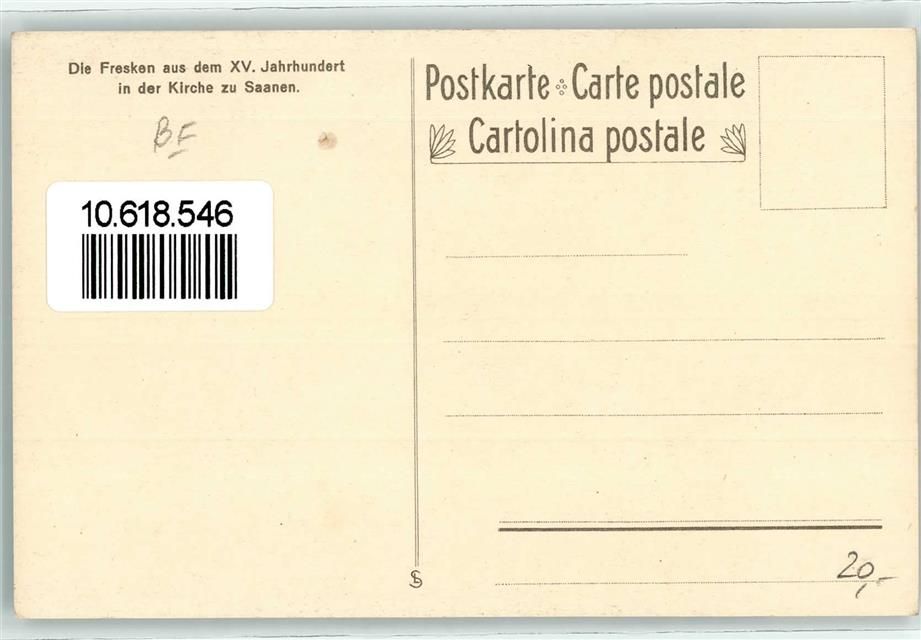 Die Fresken aus dem XV. Jahrhundert
in der Kirche zu Saanen.
BF
10.618.546
Postkarte Carte postale
Cartolina postale
20,-